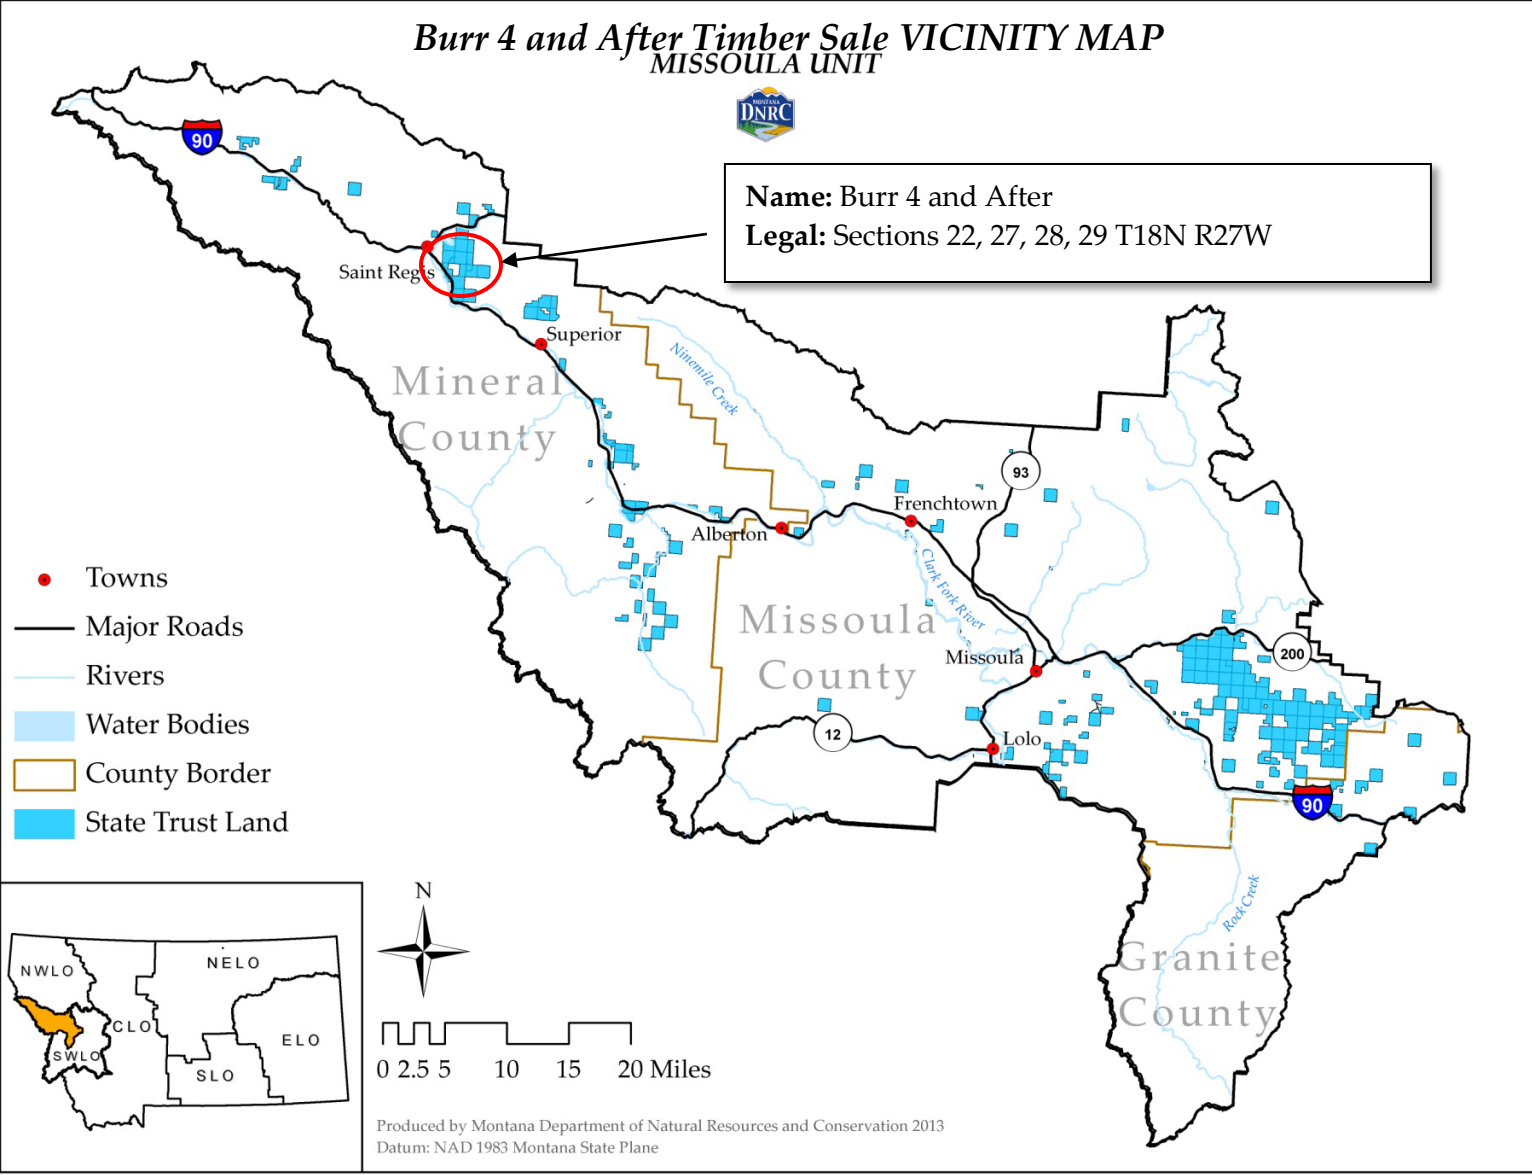 Burr 4 and After Timber Sale VICINITY MAP
MISSOULA UNIT
MONTANA
DNRC
90
Name: Burr 4 and After
Legal: Sections 22, 27, 28, 29 T18N R27W
Saint Regis
Superior
Ninemile Creek
Mineral
County
93
Frenchtown
Alberton
Clark Fork River
Towns
Major Roads
Rivers
Water Bodies
County Border
State Trust Land
Missoula
County
Missoula
200
12
Lolo
90
Rock Creek
Granite
County
NWLO
NELO
CLO
SWLO
ELO
SLO
N
0 2.5 5 10 15 20 Miles
Produced by Montana Department of Natural Resources and Conservation 2013
Datum: NAD 1983 Montana State Plane